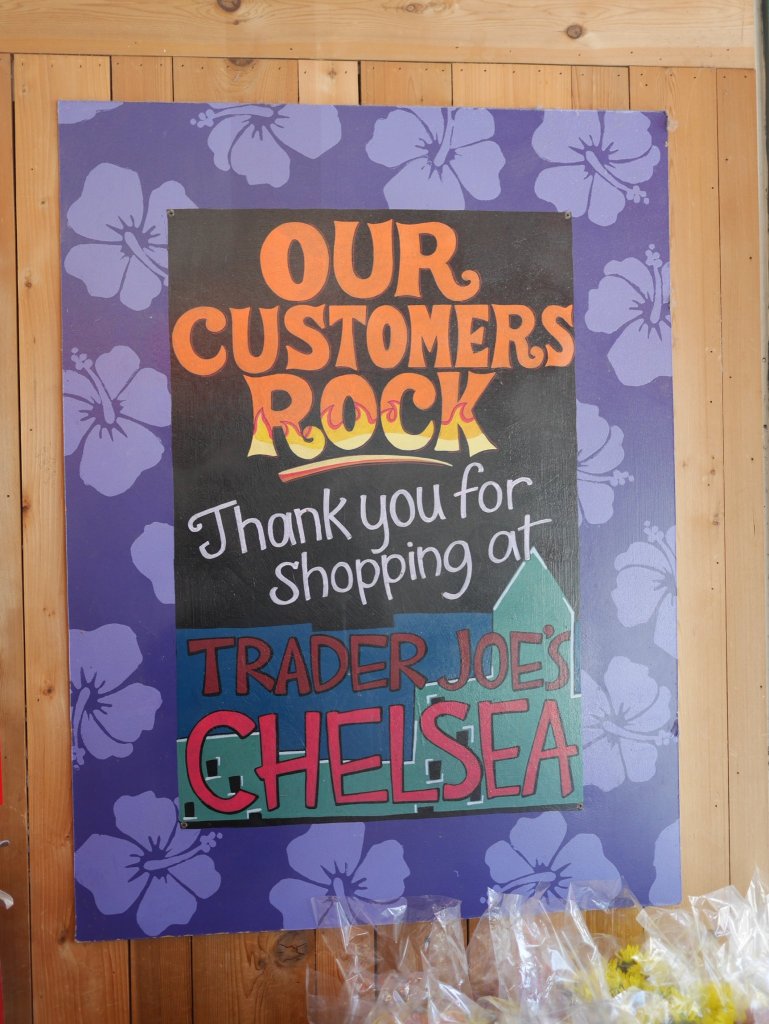 OUR
CUSTOMERS
ROCK
Thank you for
shopping at
TRADER JOE'S
CHELSEA